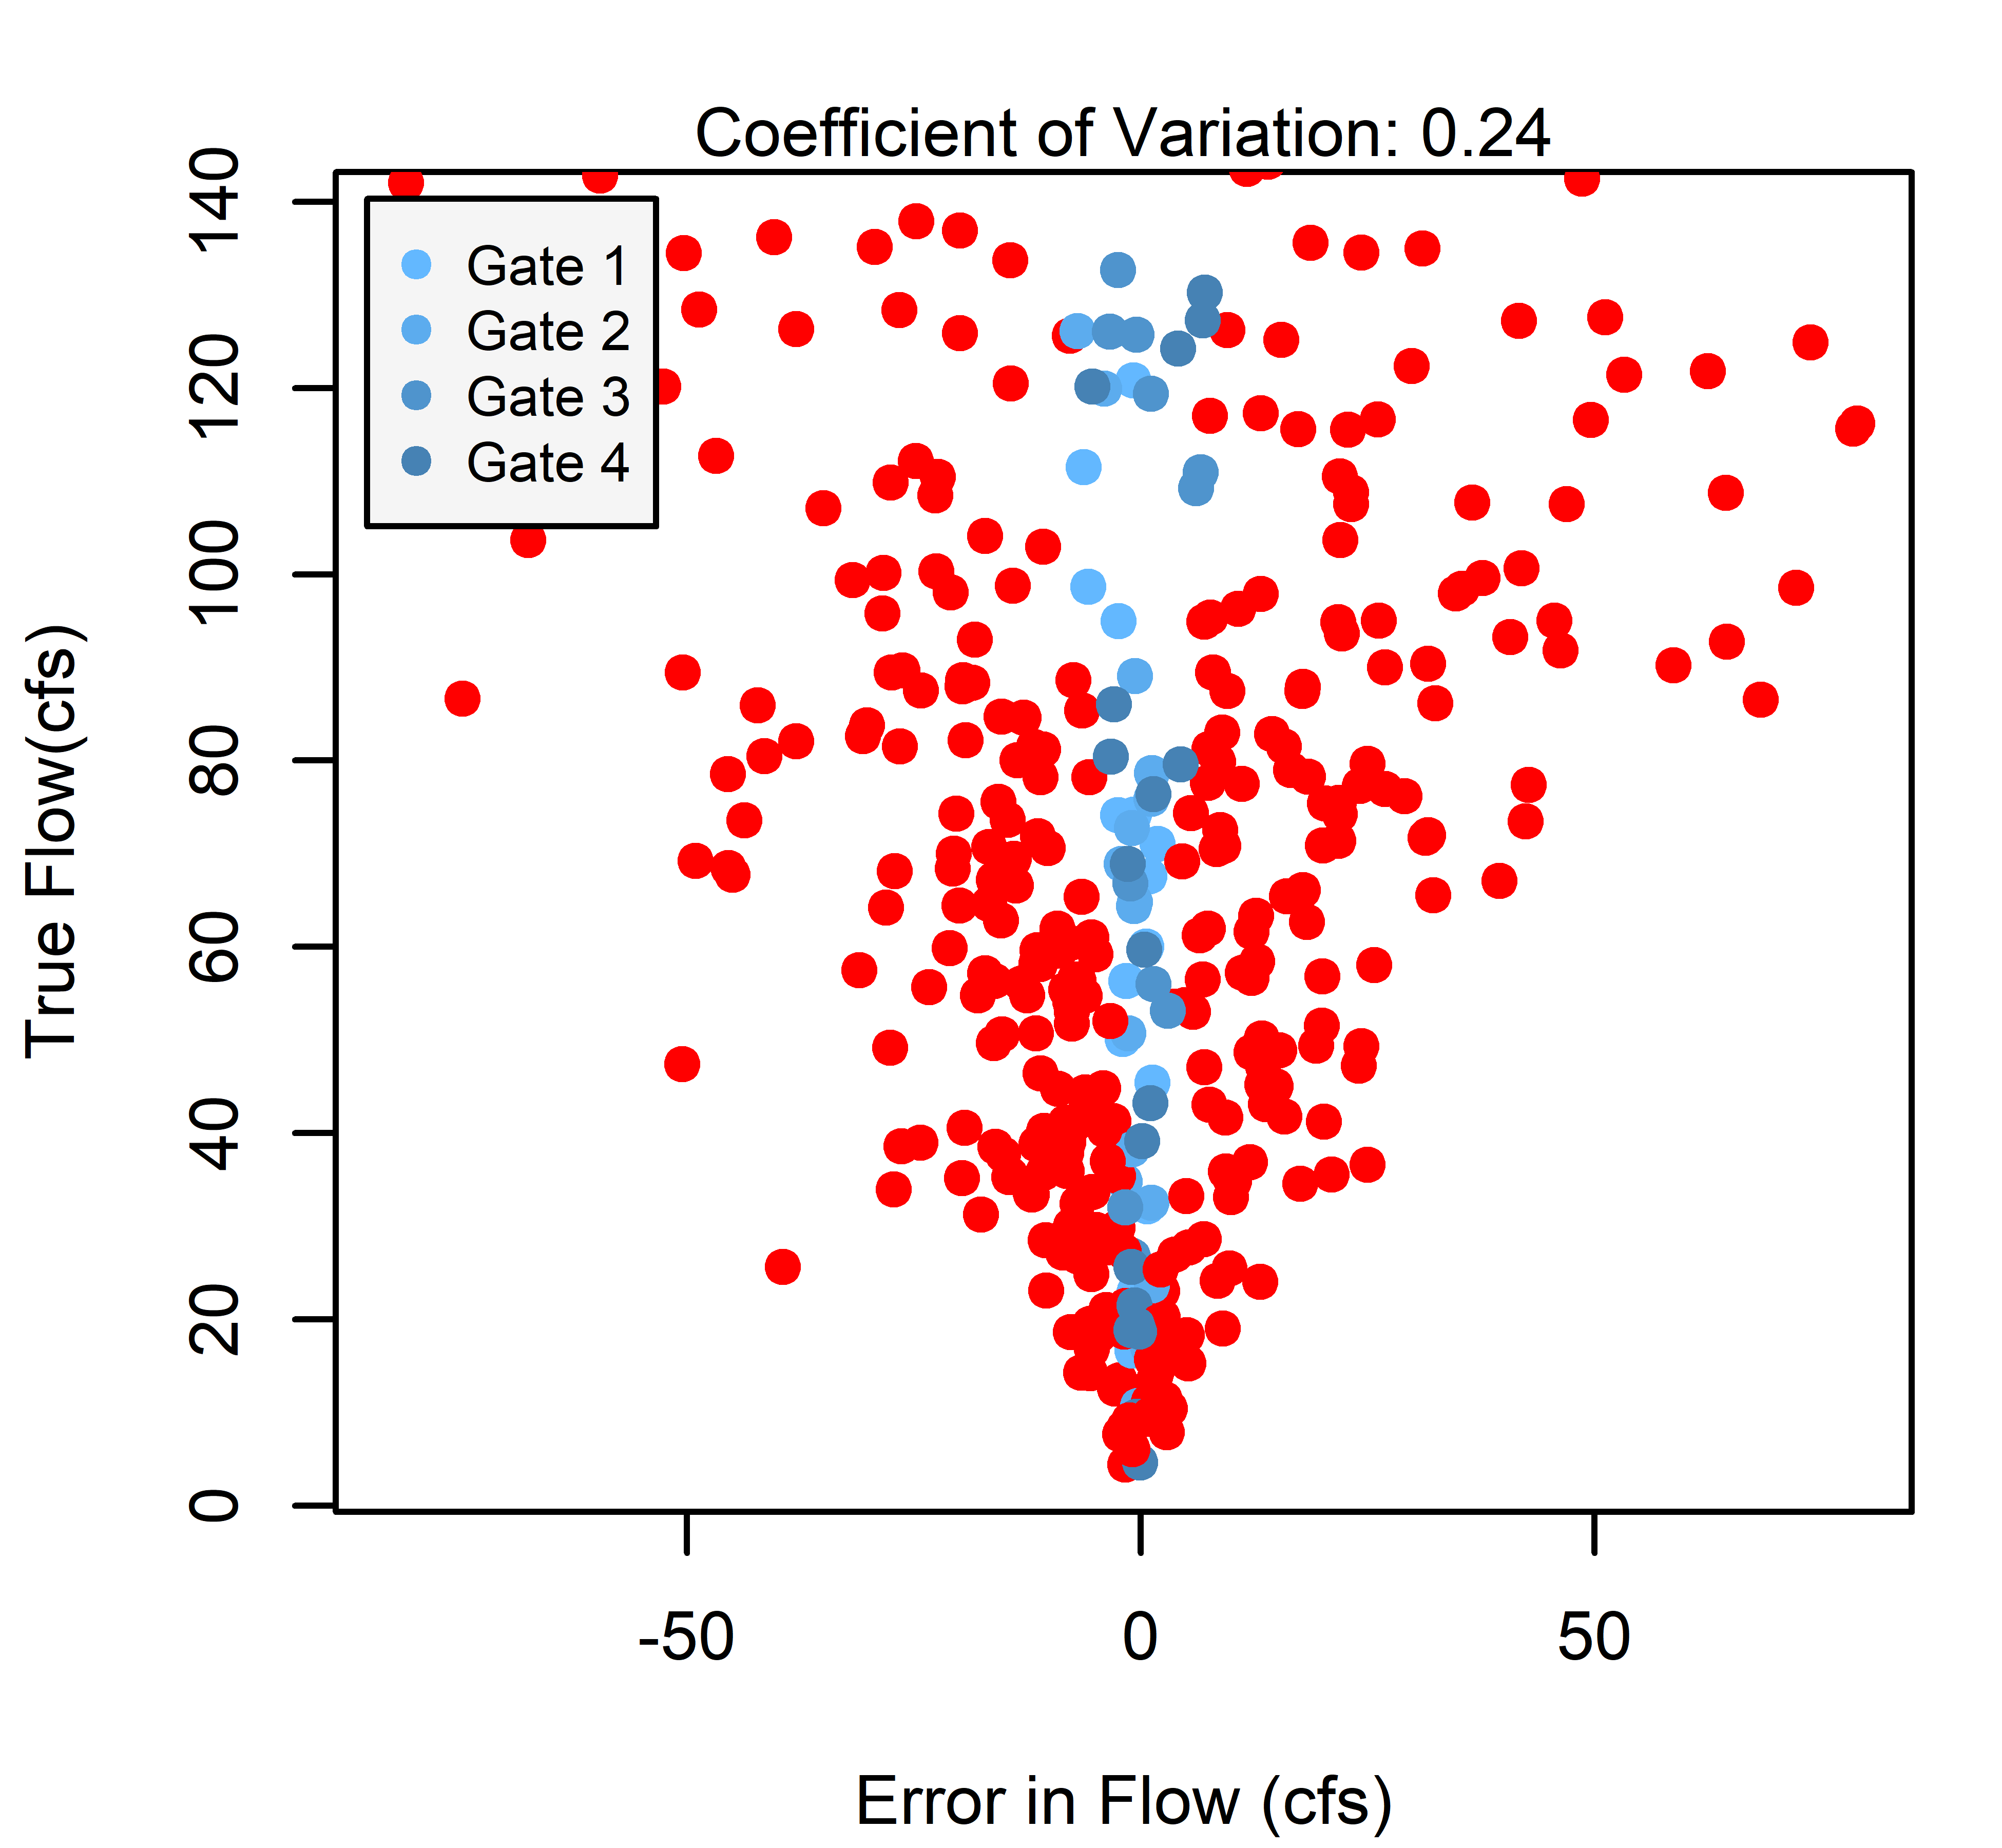 Coefficient of Variation: 0.24
140
120
100
80
60
40
20
0
True Flow(cfs)
Gate 1
Gate 2
Gate 3
Gate 4
-50 0 50
Error in Flow (cfs)